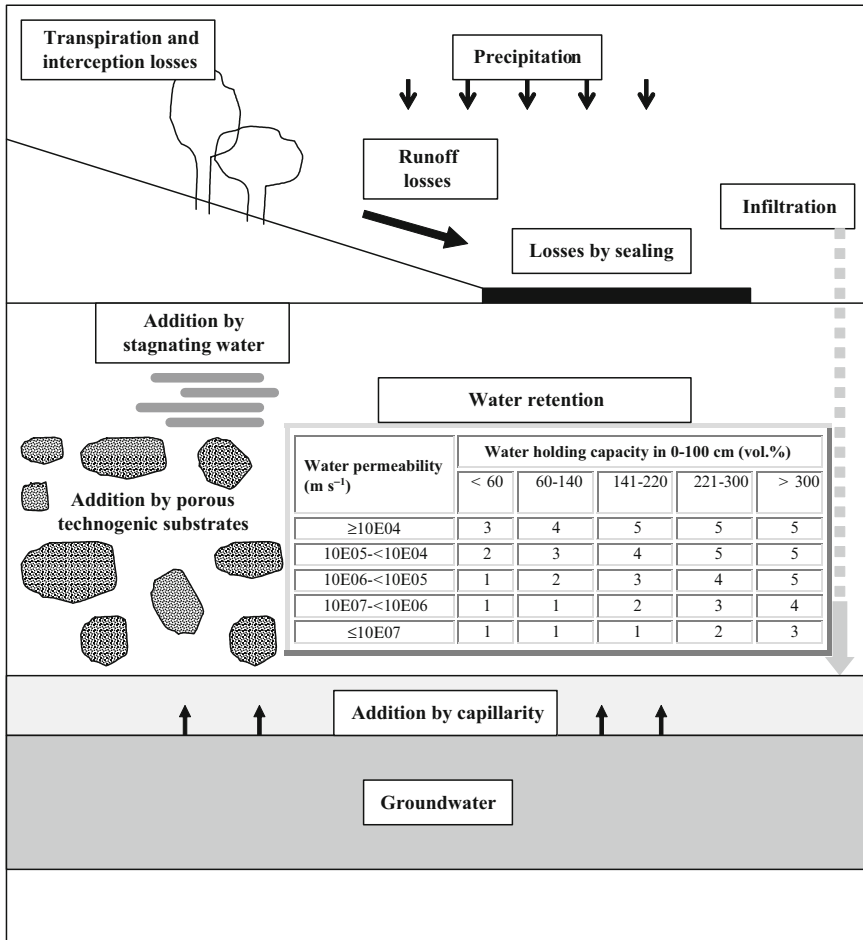 Transpiration and
interception losses
Precipitation
Runoff
losses
Infiltration
Losses by sealing
Addition by
stagnating water
Water retention
Addition by porous
technogenic substrates
Water permeability
(m s⁻¹)
Water holding capacity in 0-100 cm (vol.%)
< 60 60-140 141-220 221-300 > 300
≥10E04 3 4 5 5 5
10E05-<10E04 2 3 4 5 5
10E06-<10E05 1 2 3 4 5
10E07-<10E06 1 1 2 3 4
≤10E07 1 1 1 2 3
Addition by capillarity
Groundwater